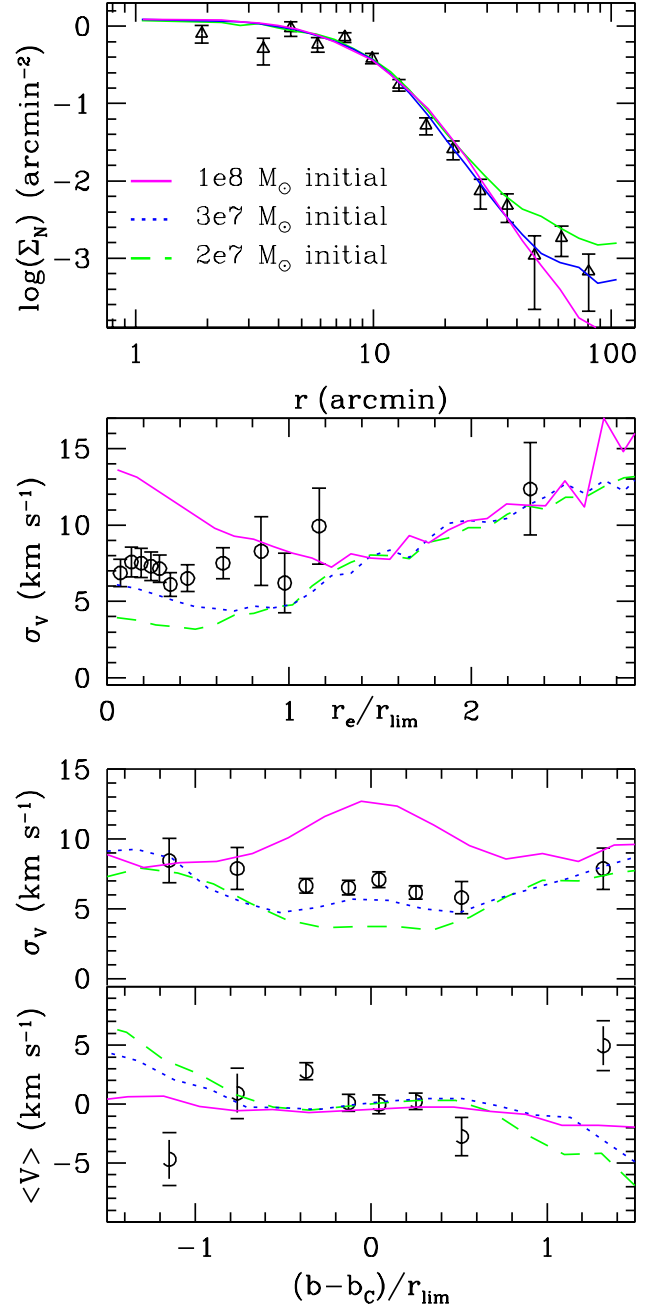 0
−1
−2
−3
log(Σ_N) (arcmin⁻²)
1e8 M_⊙ initial
3e7 M_⊙ initial
2e7 M_⊙ initial
1 10 100
r (arcmin)
15
10
5
0
σ_V (km s⁻¹)
0 1 2
r_e/r_lim
15
10
5
0
σ_V (km s⁻¹)
5
0
−5
<V> (km s⁻¹)
−1 0 1
(b−b_C)/r_lim